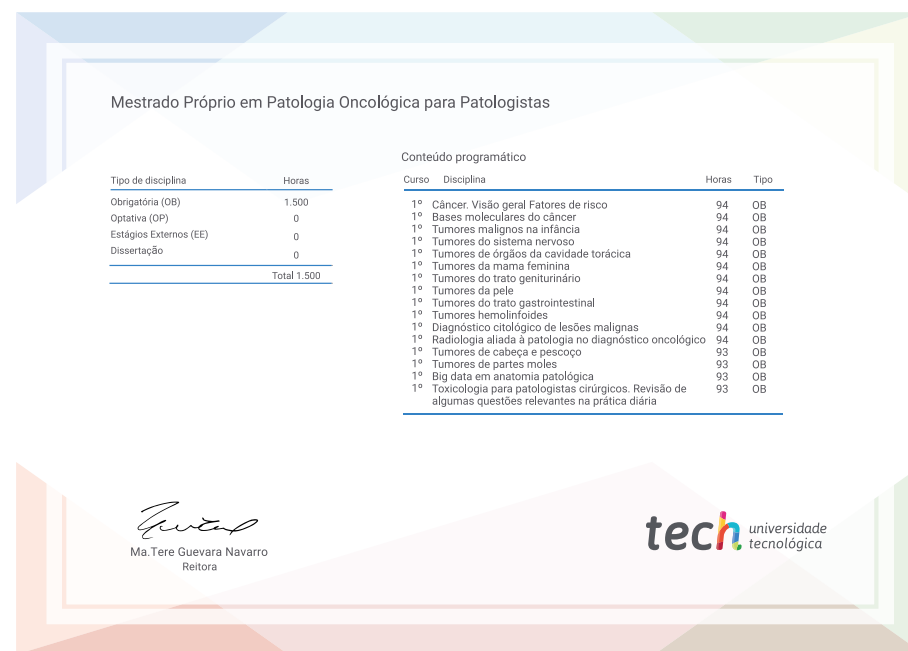 Mestrado Próprio em Patologia Oncológica para Patologistas
Tipo de disciplina Horas
Obrigatória (OB) 1.500
Optativa (OP) 0
Estágios Externos (EE) 0
Dissertação 0
Total 1.500
Conteúdo programático
Curso Disciplina Horas Tipo
1º Câncer. Visão geral Fatores de risco 94 OB
1º Bases moleculares do câncer 94 OB
1º Tumores malignos na infância 94 OB
1º Tumores do sistema nervoso 94 OB
1º Tumores de órgãos da cavidade torácica 94 OB
1º Tumores da mama feminina 94 OB
1º Tumores do trato geniturinário 94 OB
1º Tumores da pele 94 OB
1º Tumores do trato gastrointestinal 94 OB
1º Tumores hemolinfoides 94 OB
1º Diagnóstico citológico de lesões malignas 94 OB
1º Radiologia aliada à patologia no diagnóstico oncológico 94 OB
1º Tumores de cabeça e pescoço 93 OB
1º Tumores de partes moles 93 OB
1º Big data em anatomia patológica 93 OB
1º Toxicologia para patologistas cirúrgicos. Revisão de 93 OB
algumas questões relevantes na prática diária
Ma.Tere Guevara Navarro
Reitora
tech universidade
tecnológica